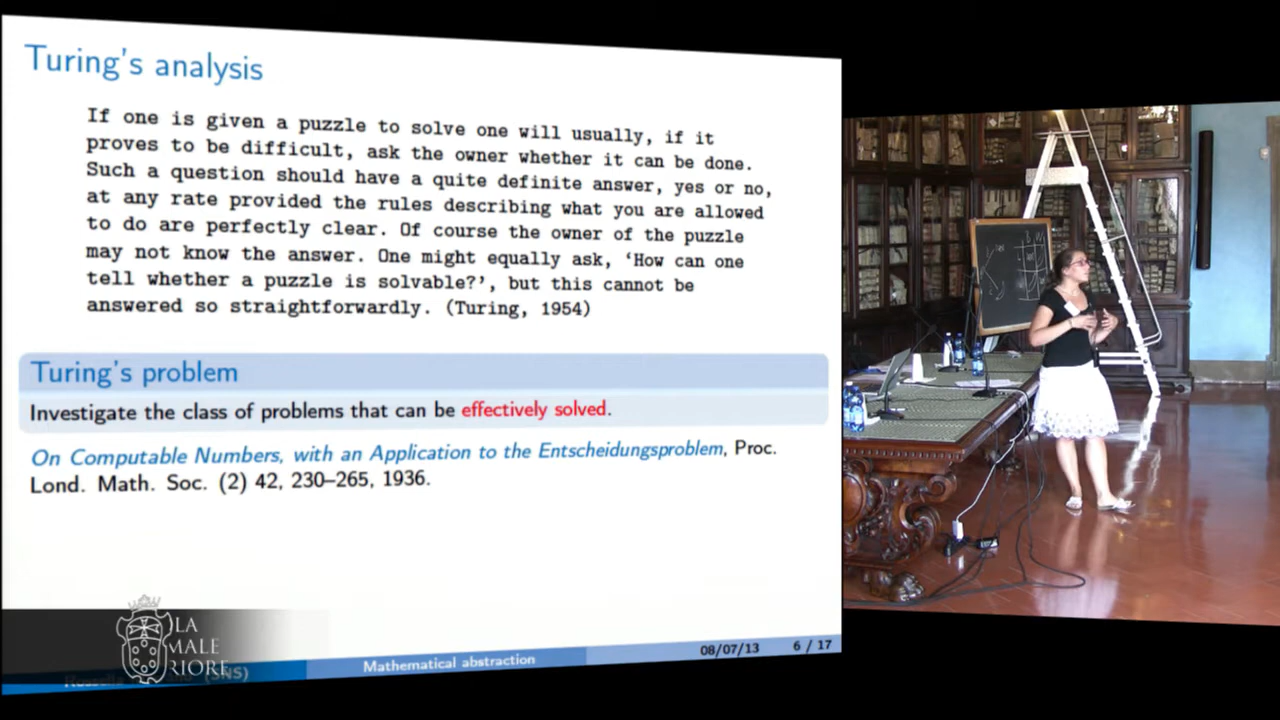 Turing's analysis
If one is given a puzzle to solve one will usually, if it
proves to be difficult, ask the owner whether it can be done.
Such a question should have a quite definite answer, yes or no,
at any rate provided the rules describing what you are allowed
to do are perfectly clear. Of course the owner of the puzzle
may not know the answer. One might equally ask, ‘How can one
tell whether a puzzle is solvable?’, but this cannot be
answered so straightforwardly. (Turing, 1954)
Turing's problem
Investigate the class of problems that can be effectively solved.
On Computable Numbers, with an Application to the Entscheidungsproblem, Proc.
Lond. Math. Soc. (2) 42, 230–265, 1936.
LA
MALE
RIORE
(SNS)
Mathematical abstraction
08/07/13
6 / 17